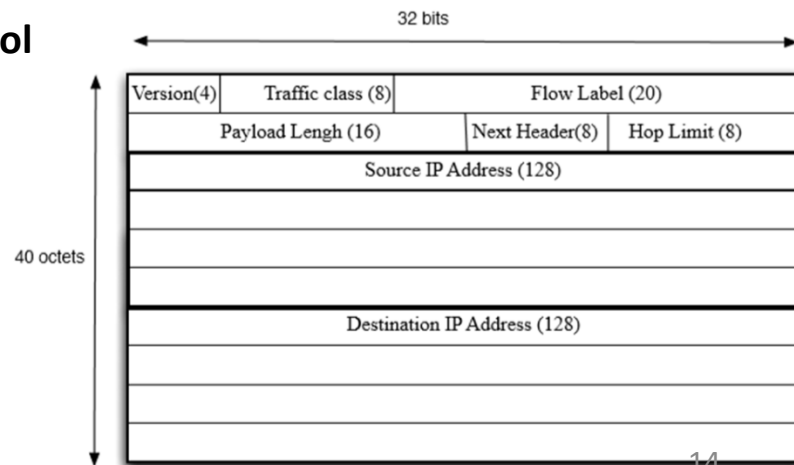 32 bits
ol
Version(4) Traffic class (8) Flow Label (20)
Payload Lengh (16) Next Header(8) Hop Limit (8)
Source IP Address (128)
40 octets
Destination IP Address (128)
14